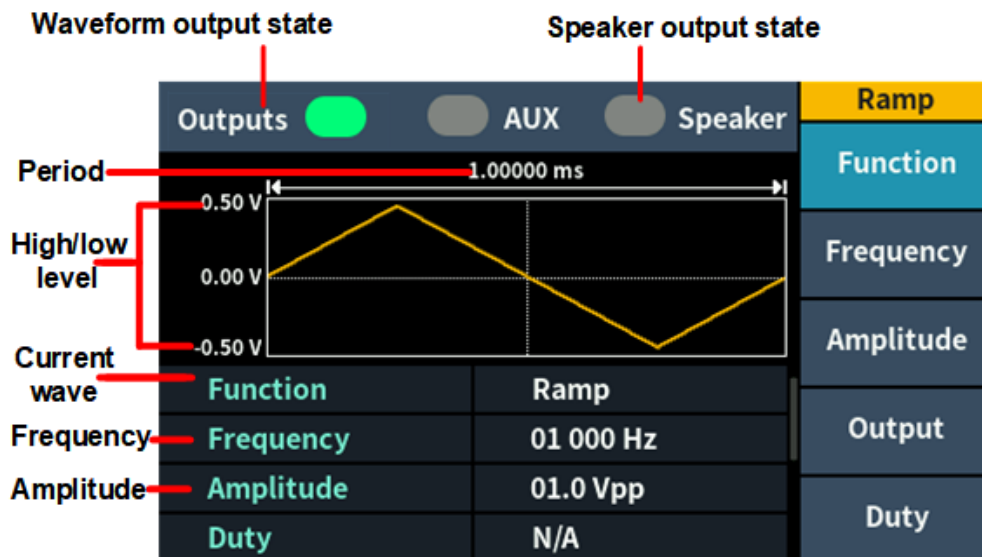 Waveform output state
Speaker output state
Outputs
AUX
Speaker
Ramp
Function
Frequency
Amplitude
Output
Duty
Period
1.00000 ms
High/low
level
0.50 V
0.00 V
-0.50 V
Current
wave
Function Ramp
Frequency
Frequency 01 000 Hz
Amplitude
Amplitude 01.0 Vpp
Duty N/A